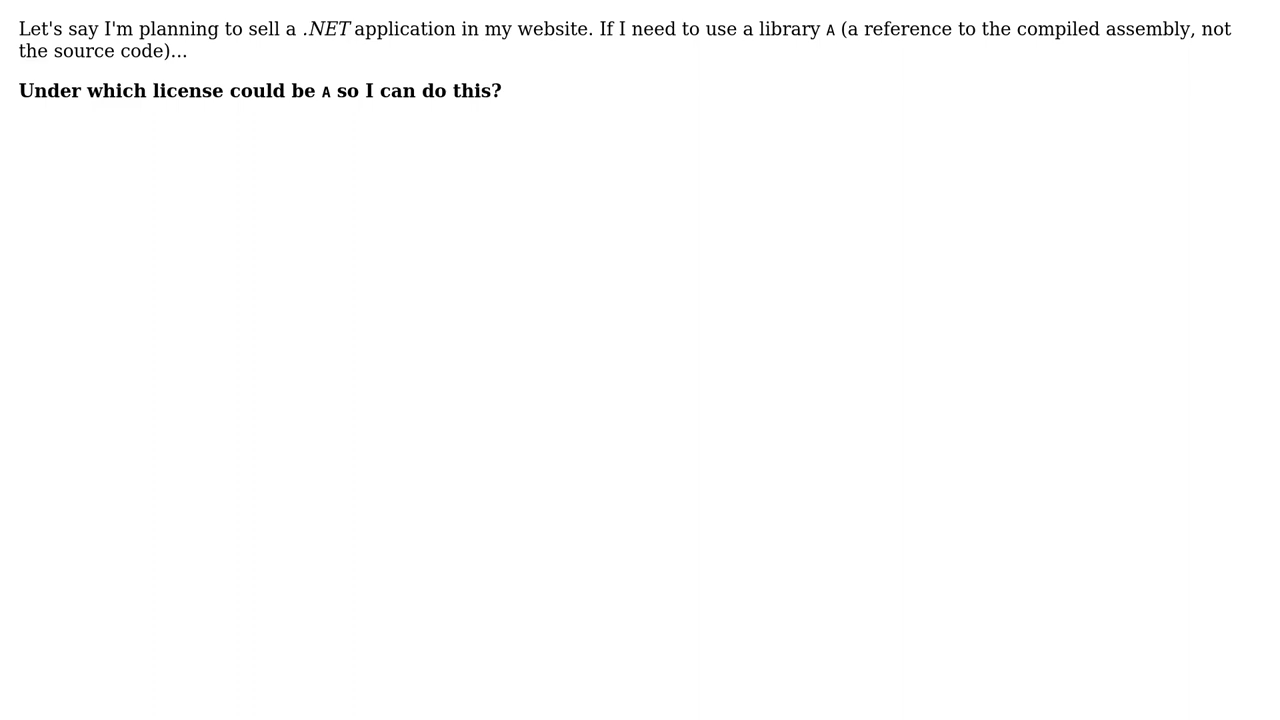 Let's say I'm planning to sell a .NET application in my website. If I need to use a library A (a reference to the compiled assembly, not
the source code)...
Under which license could be A so I can do this?